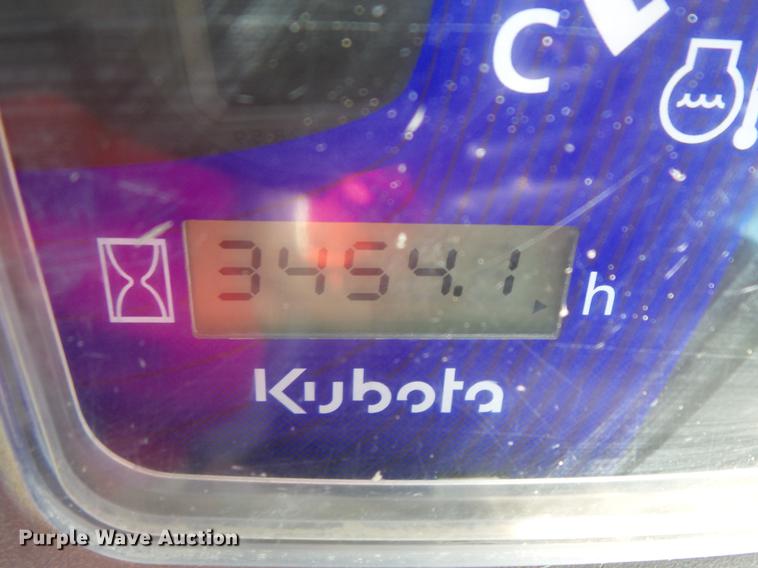 C
3454.1 h
Kubota
Purple Wave Auction